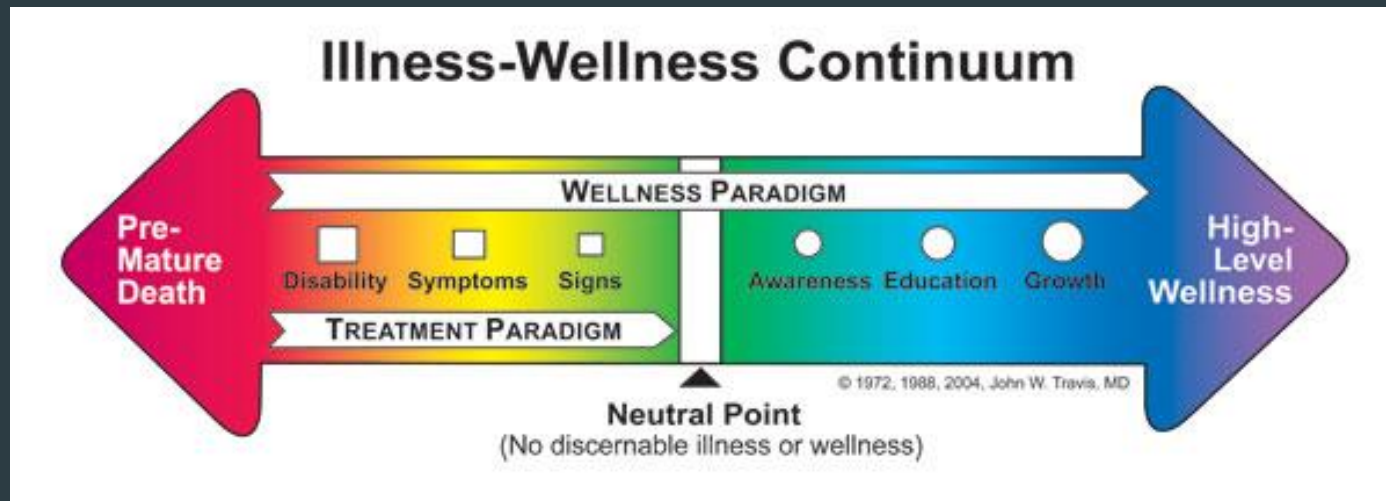 Illness-Wellness Continuum
WELLNESS PARADIGM
Pre-
Mature
Death
Disability Symptoms Signs
Awareness Education Growth
High-
Level
Wellness
TREATMENT PARADIGM
© 1972, 1988, 2004, John W. Travis, MD
Neutral Point
(No discernable illness or wellness)